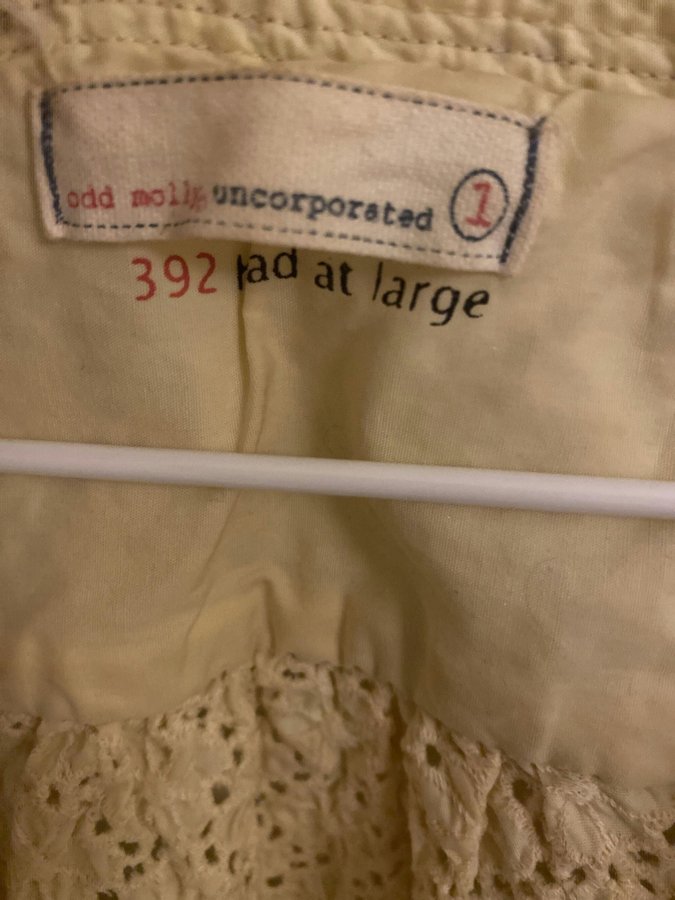 odd molly uncorporated 1
392 lad at large